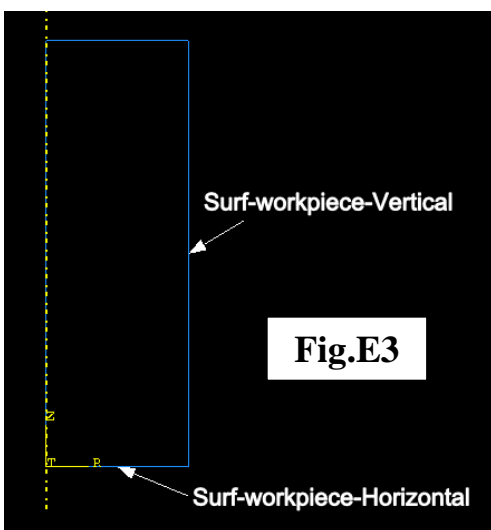 Surf-workpiece-Vertical
Fig.E3
Z
T R
Surf-workpiece-Horizontal